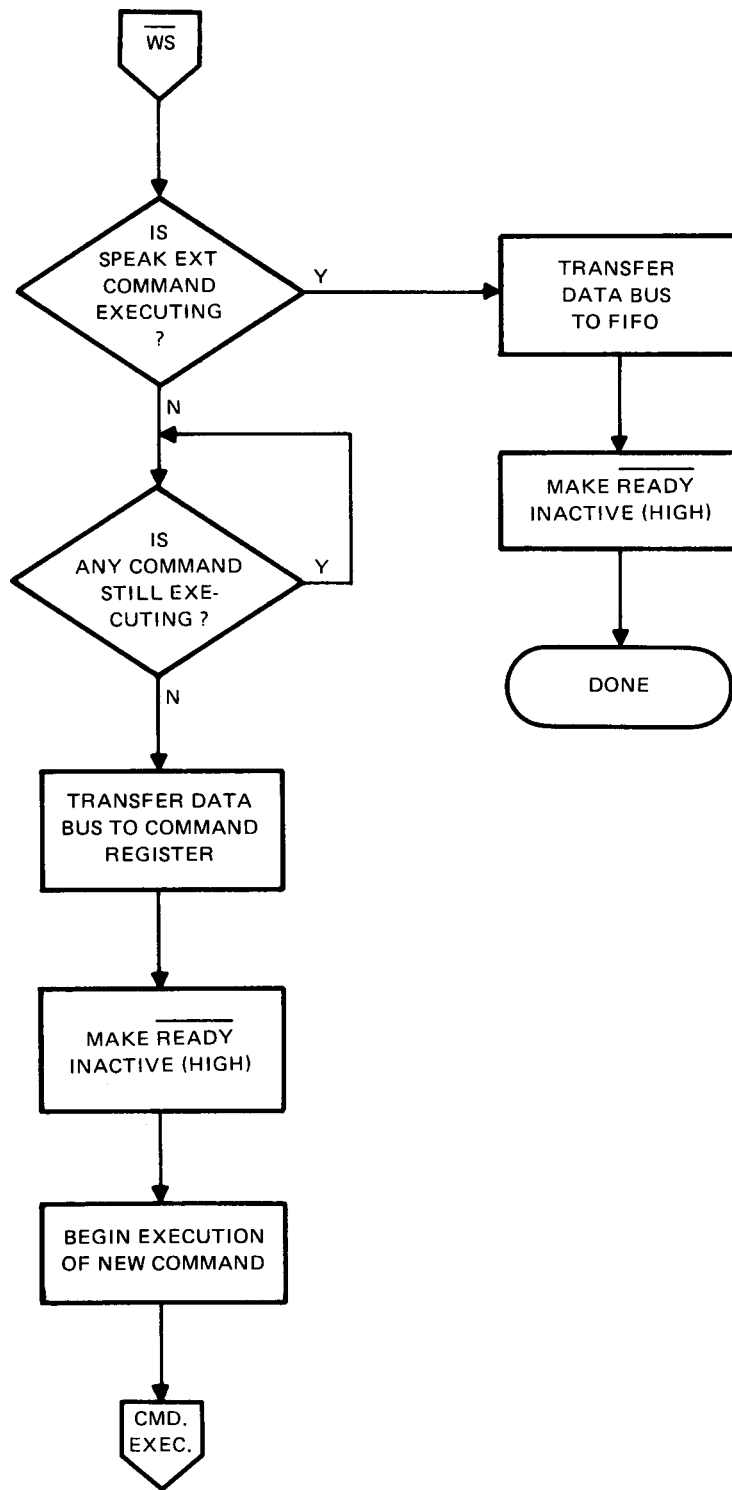 WS
IS
SPEAK EXT
COMMAND
EXECUTING
?
Y
TRANSFER
DATA BUS
TO FIFO
N
MAKE READY
INACTIVE (HIGH)
IS
ANY COMMAND
STILL EXE-
CUTING ?
Y
DONE
N
TRANSFER DATA
BUS TO COMMAND
REGISTER
MAKE READY
INACTIVE (HIGH)
BEGIN EXECUTION
OF NEW COMMAND
CMD.
EXEC.